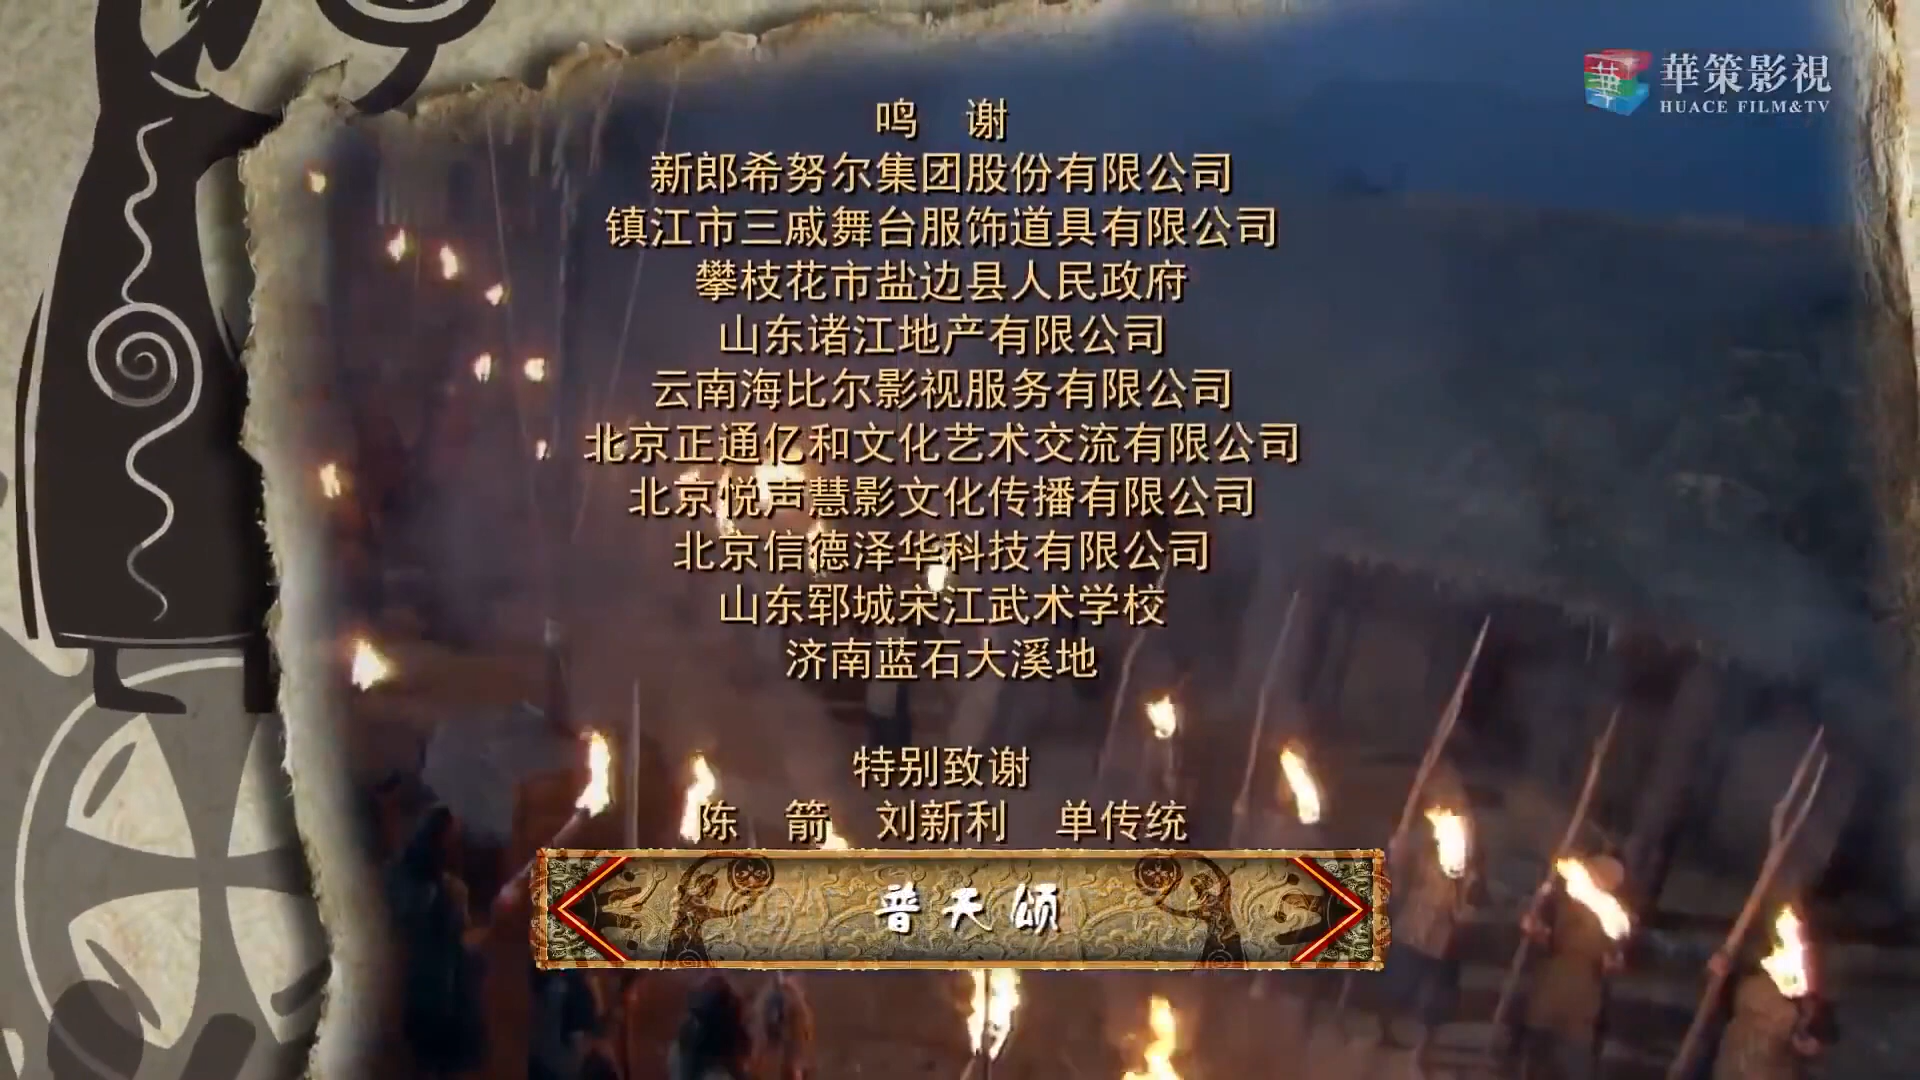 華策影視
HUACE FILM&TV
鸣 谢
新郎希努尔集团股份有限公司
镇江市三戚舞台服饰道具有限公司
攀枝花市盐边县人民政府
山东诸江地产有限公司
云南海比尔影视服务有限公司
北京正通亿和文化艺术交流有限公司
北京悦声慧影文化传播有限公司
北京信德泽华科技有限公司
山东郓城宋江武术学校
济南蓝石大溪地
特别致谢
陈 箭 刘新利 单传统
普天颂